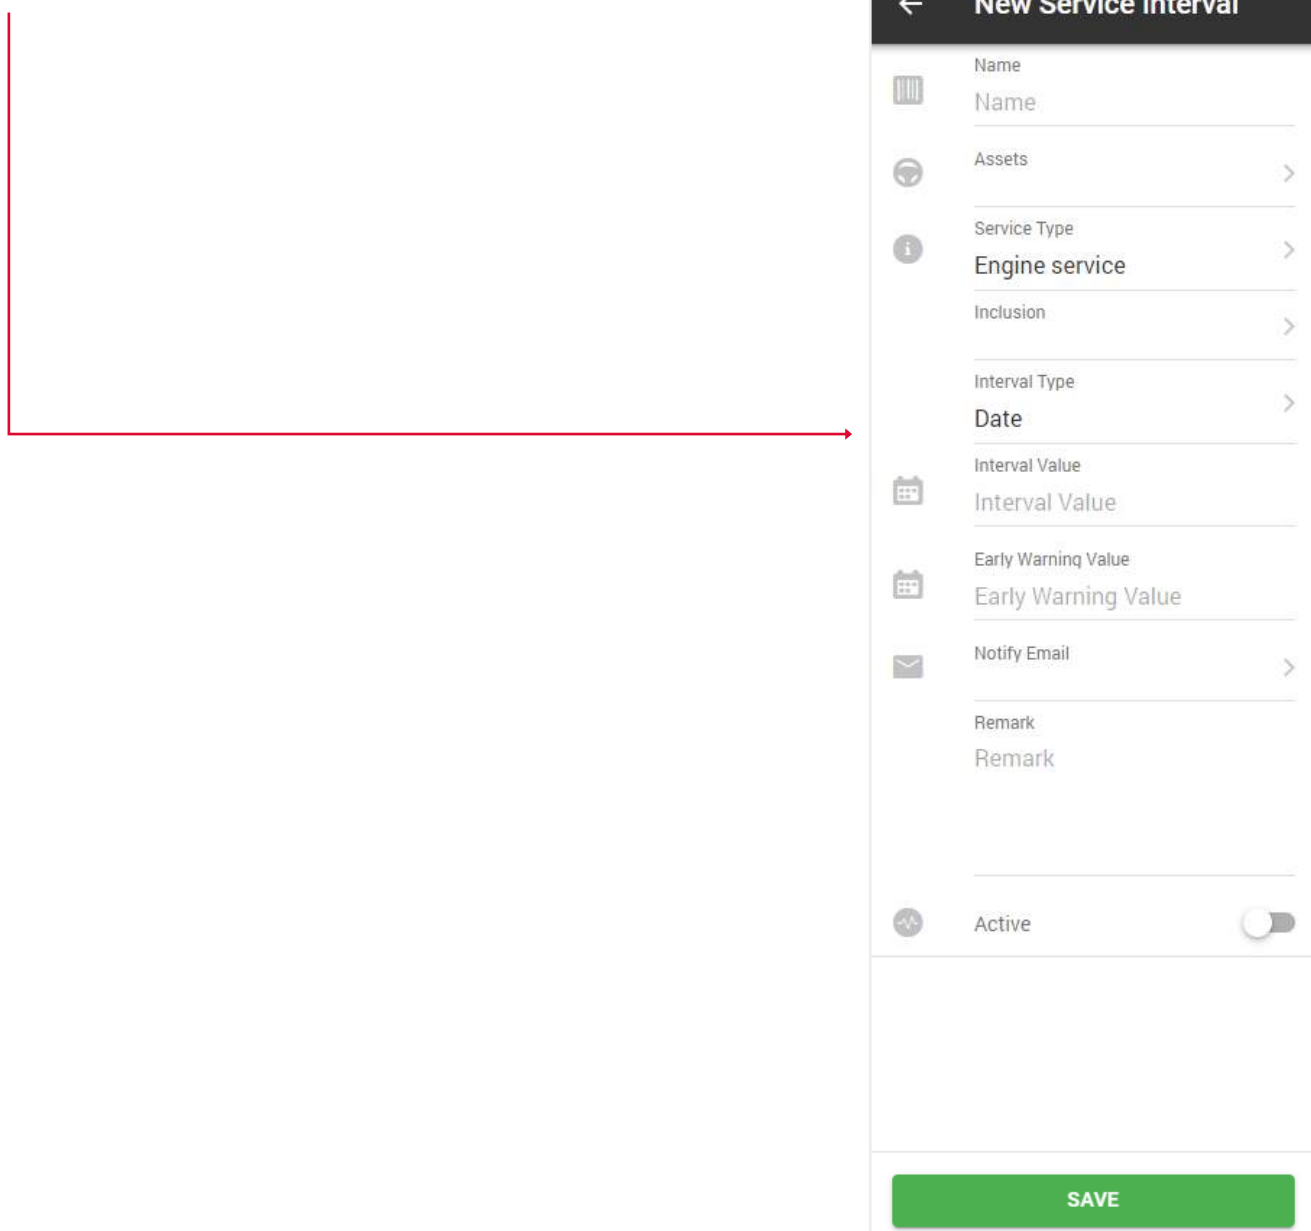 New Service Interval
Name
Name
Assets
Service Type
Engine service
Inclusion
Interval Type
Date
Interval Value
Interval Value
Early Warning Value
Early Warning Value
Notify Email
Remark
Remark
Active
SAVE